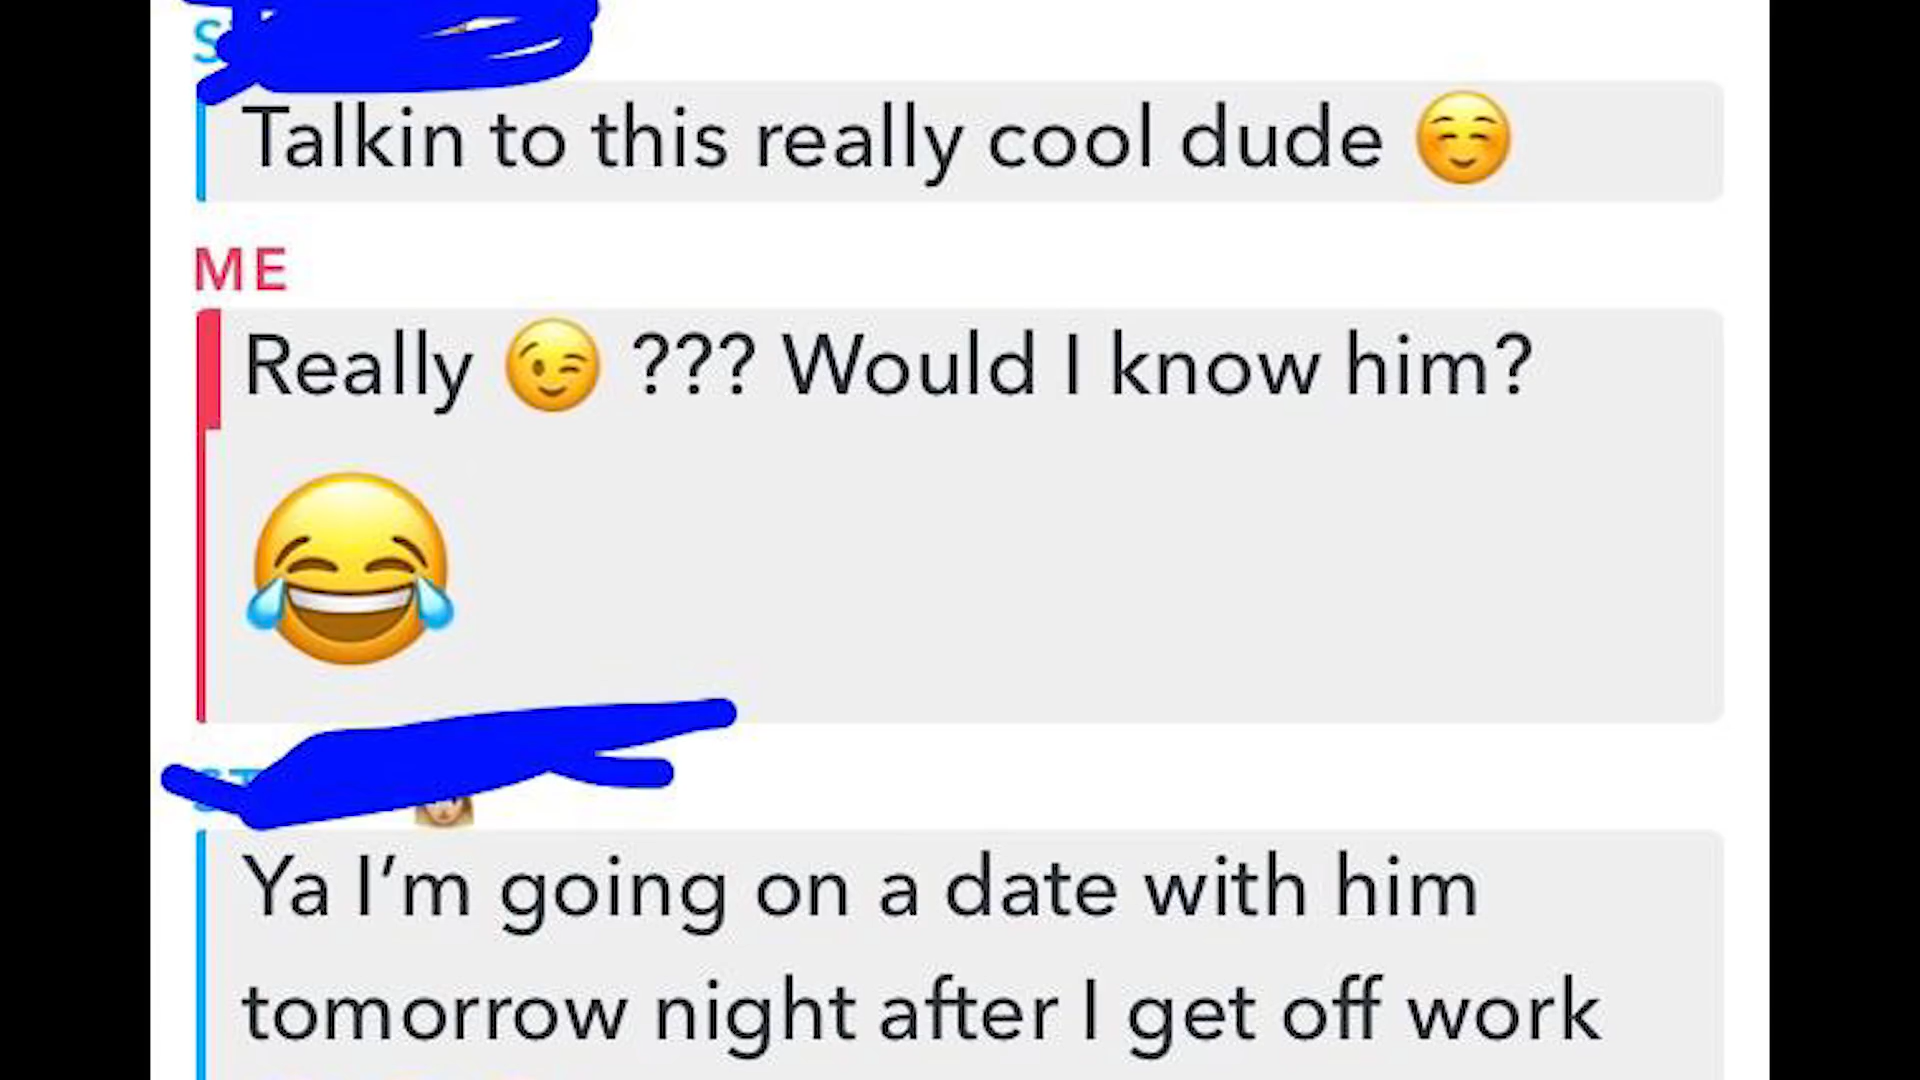 Talkin to this really cool dude ☺️
ME
Really 😉 ??? Would I know him?
😂
Ya I’m going on a date with him
tomorrow night after I get off work